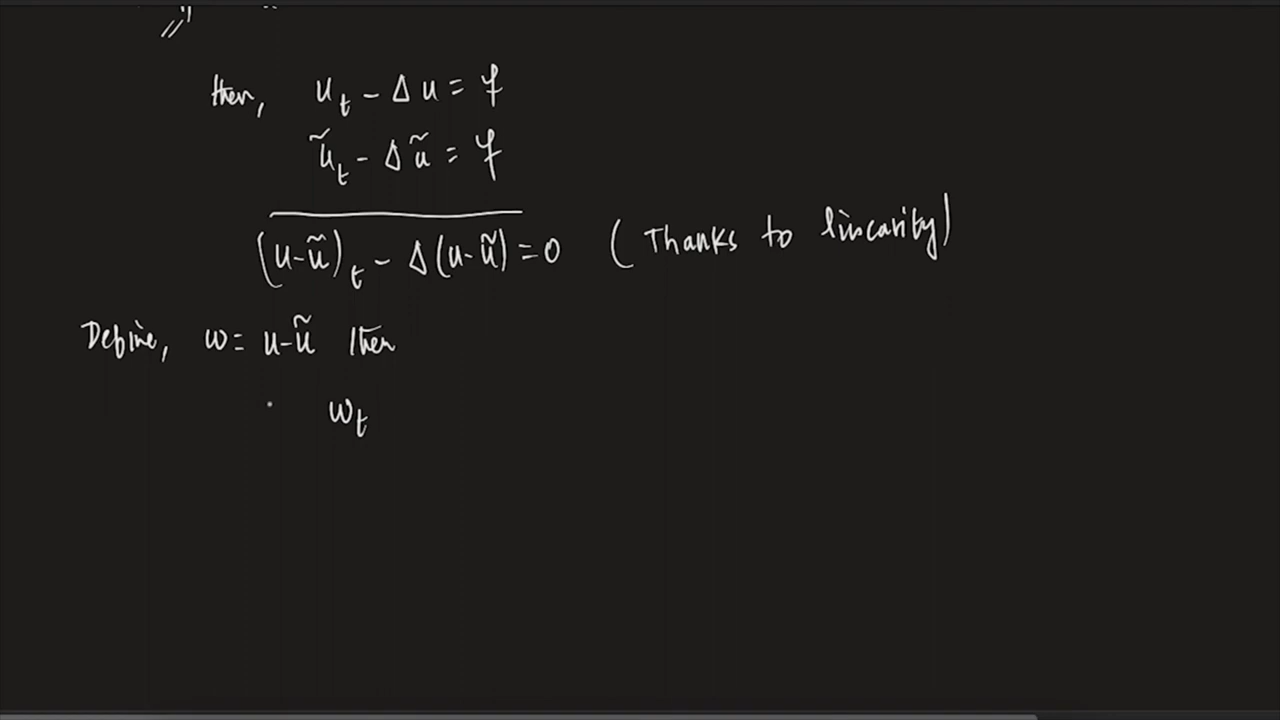 then, u_t - Δu = f
ũ_t - Δũ = f
(u-ũ)_t - Δ(u-ũ) = 0 (Thanks to linearity)
Define, w = u-ũ then
w_t